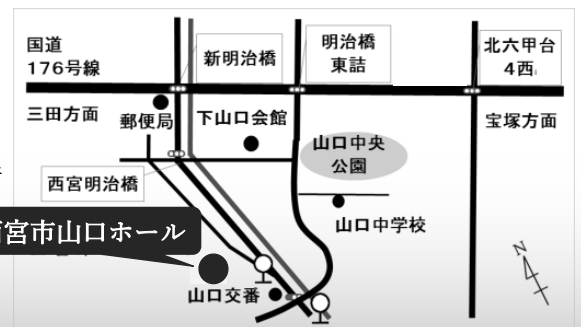 国道
176号線
新明治橋
明治橋
東詰
北六甲台
4西
三田方面
郵便局
下山口会館
山口中央
公園
宝塚方面
西宮明治橋
山口中学校
宮市山口ホール
山口交番
N